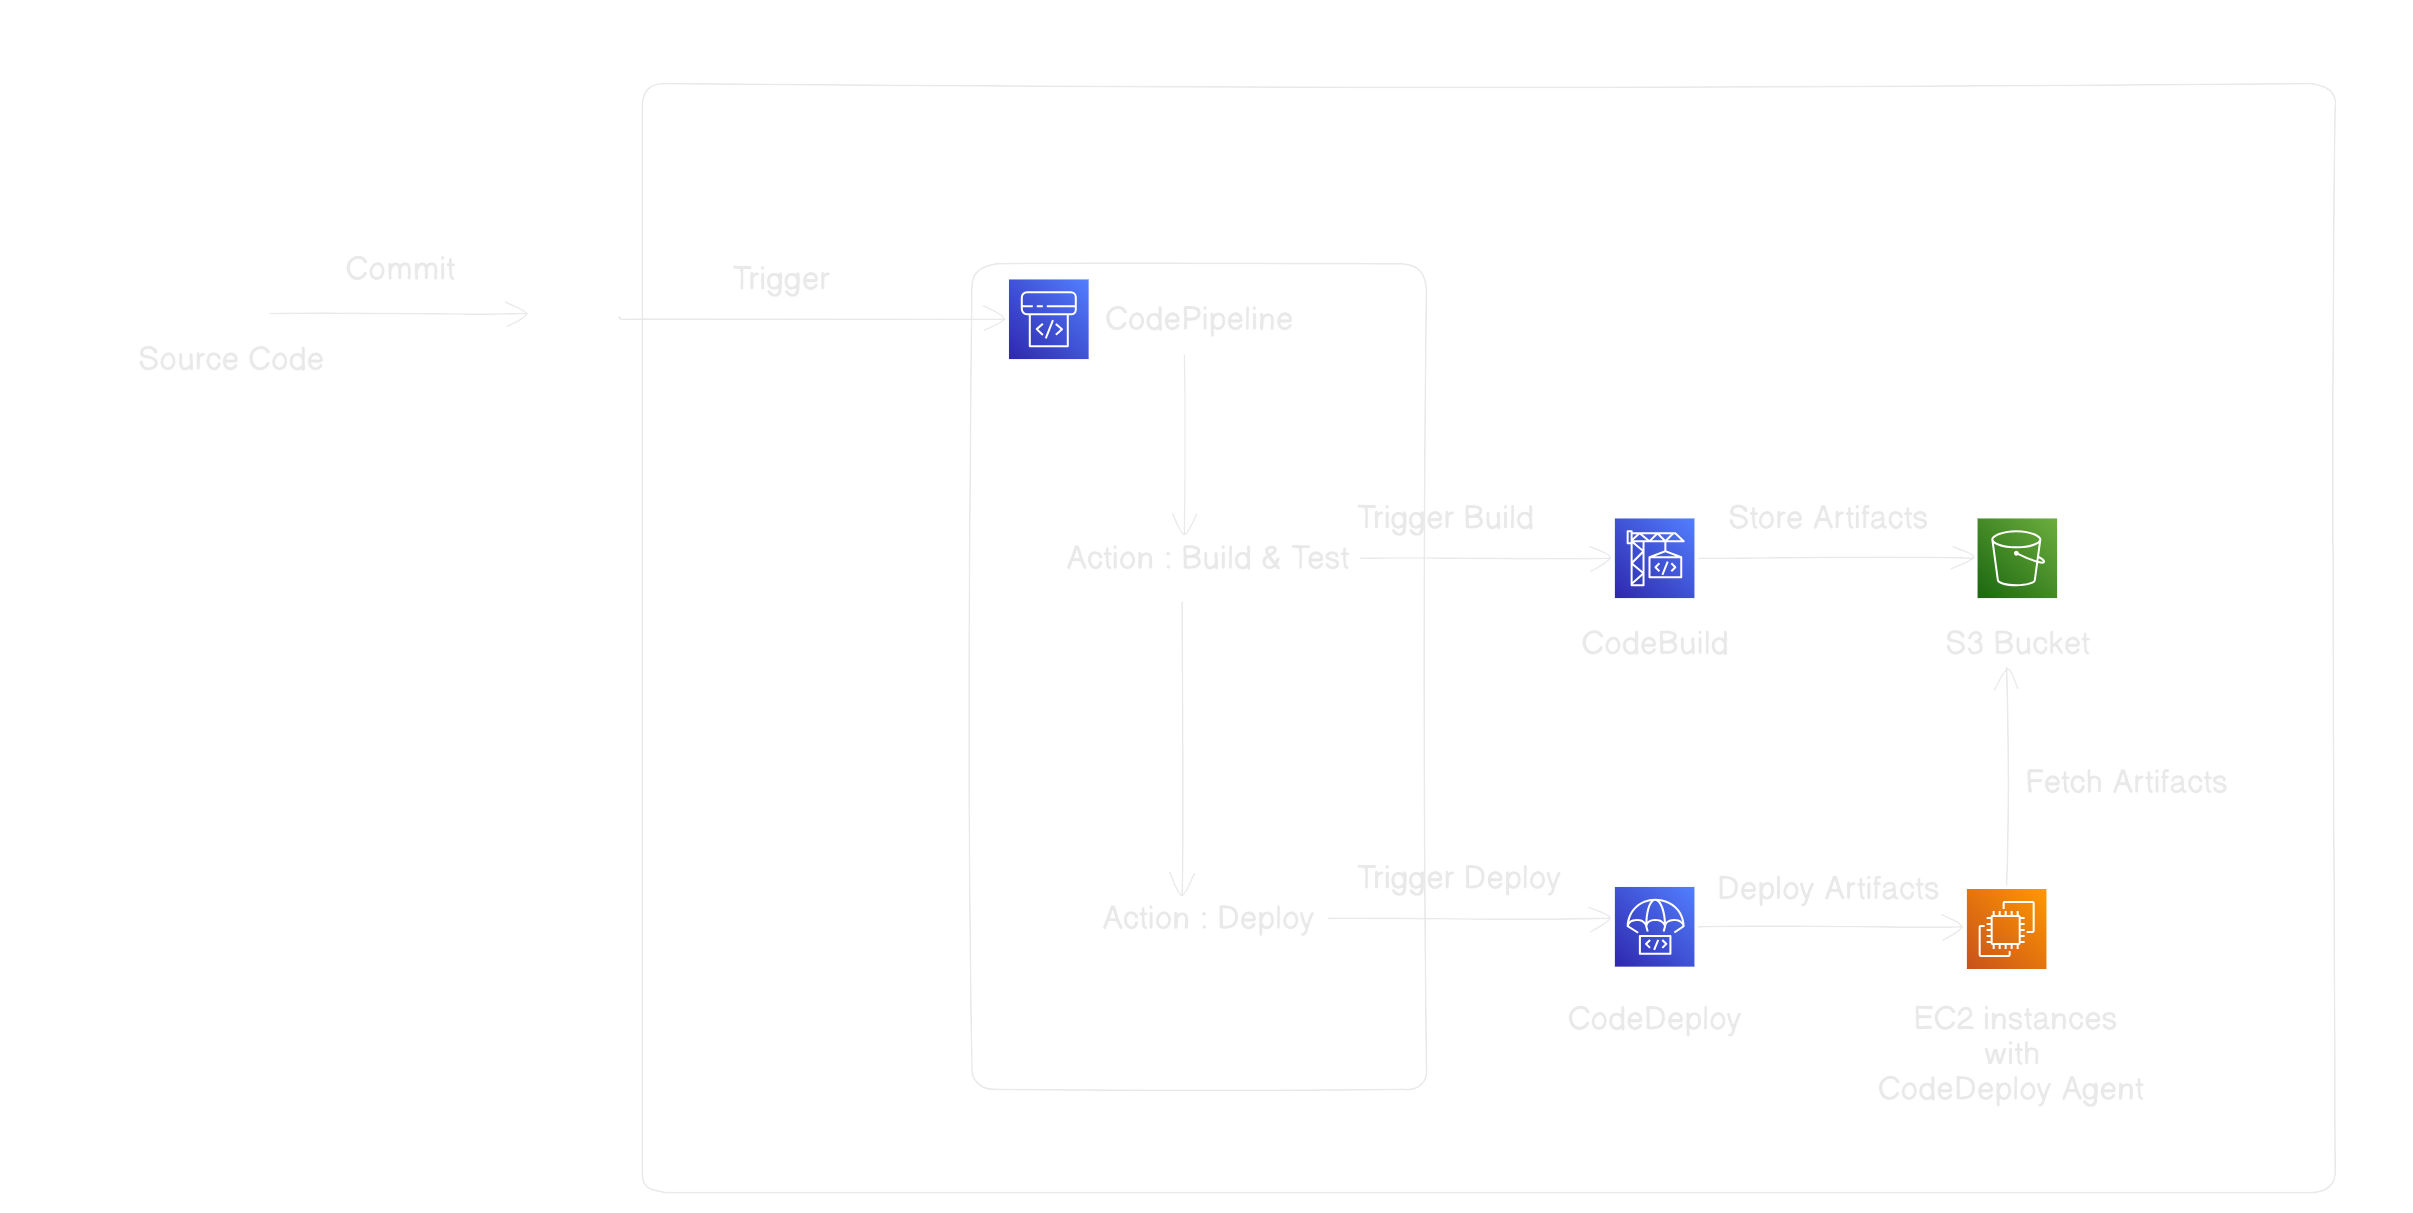 Commit
Source Code
Trigger
CodePipeline
Action : Build & Test
Trigger Build
CodeBuild
Store Artifacts
S3 Bucket
Fetch Artifacts
Action : Deploy
Trigger Deploy
CodeDeploy
Deploy Artifacts
EC2 instances
with
CodeDeploy Agent